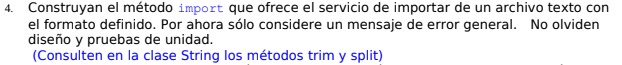 4. Construyan el método import que ofrece el servicio de importar de un archivo texto con
el formato definido. Por ahora sólo considere un mensaje de error general. No olviden
diseño y pruebas de unidad.
(Consulten en la clase String los métodos trim y split)